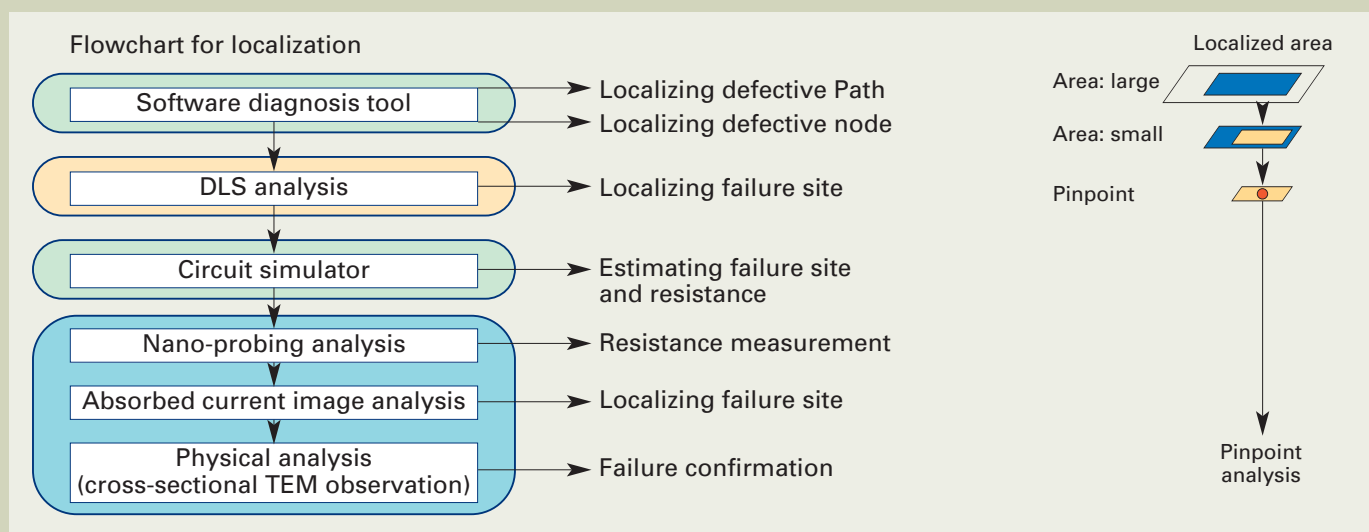 Flowchart for localization
Software diagnosis tool
Localizing defective Path
Localizing defective node
DLS analysis
Localizing failure site
Circuit simulator
Estimating failure site
and resistance
Nano-probing analysis
Resistance measurement
Absorbed current image analysis
Localizing failure site
Physical analysis
(cross-sectional TEM observation)
Failure confirmation
Localized area
Area: large
Area: small
Pinpoint
Pinpoint
analysis